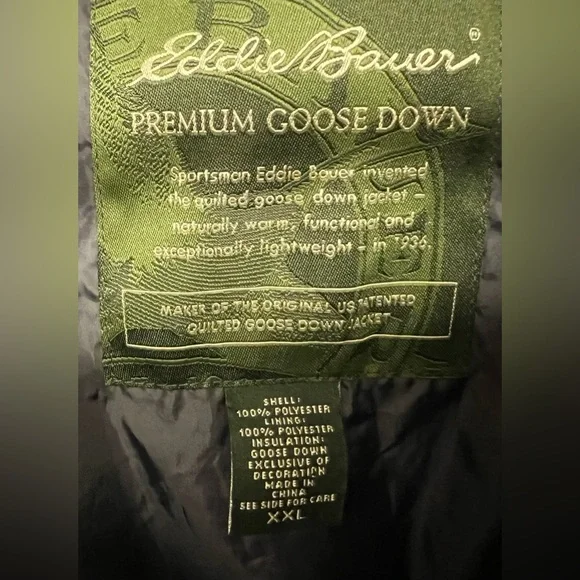 Eddie Bauer®
PREMIUM GOOSE DOWN
Sportsman Eddie Bauer invented
the quilted goose down jacket –
naturally warm, functional and
exceptionally lightweight – in 1936.
MAKER OF THE ORIGINAL US PATENTED
QUILTED GOOSE DOWN JACKET
SHELL:
100% POLYESTER
LINING:
100% POLYESTER
INSULATION:
GOOSE DOWN
EXCLUSIVE OF
DECORATION
MADE IN
CHINA
SEE SIDE FOR CARE
XXL